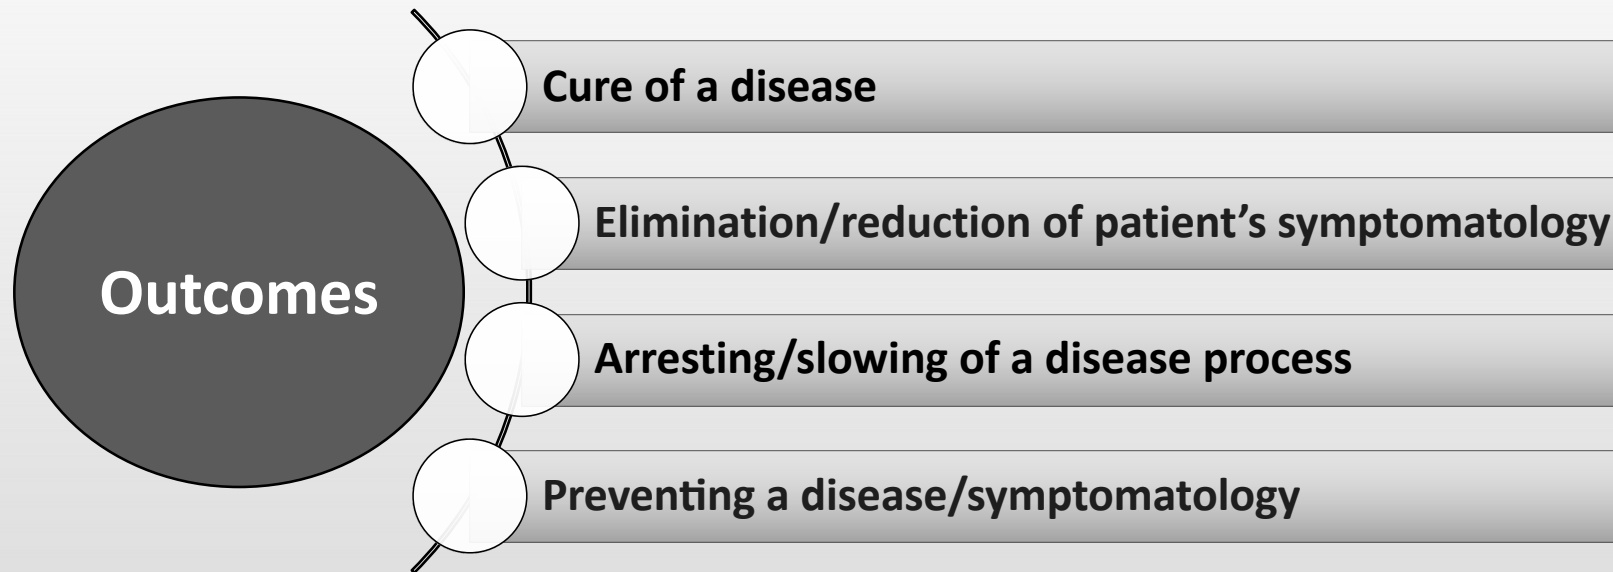 Outcomes
Cure of a disease
Elimination/reduction of patient’s symptomatology
Arresting/slowing of a disease process
Preventing a disease/symptomatology